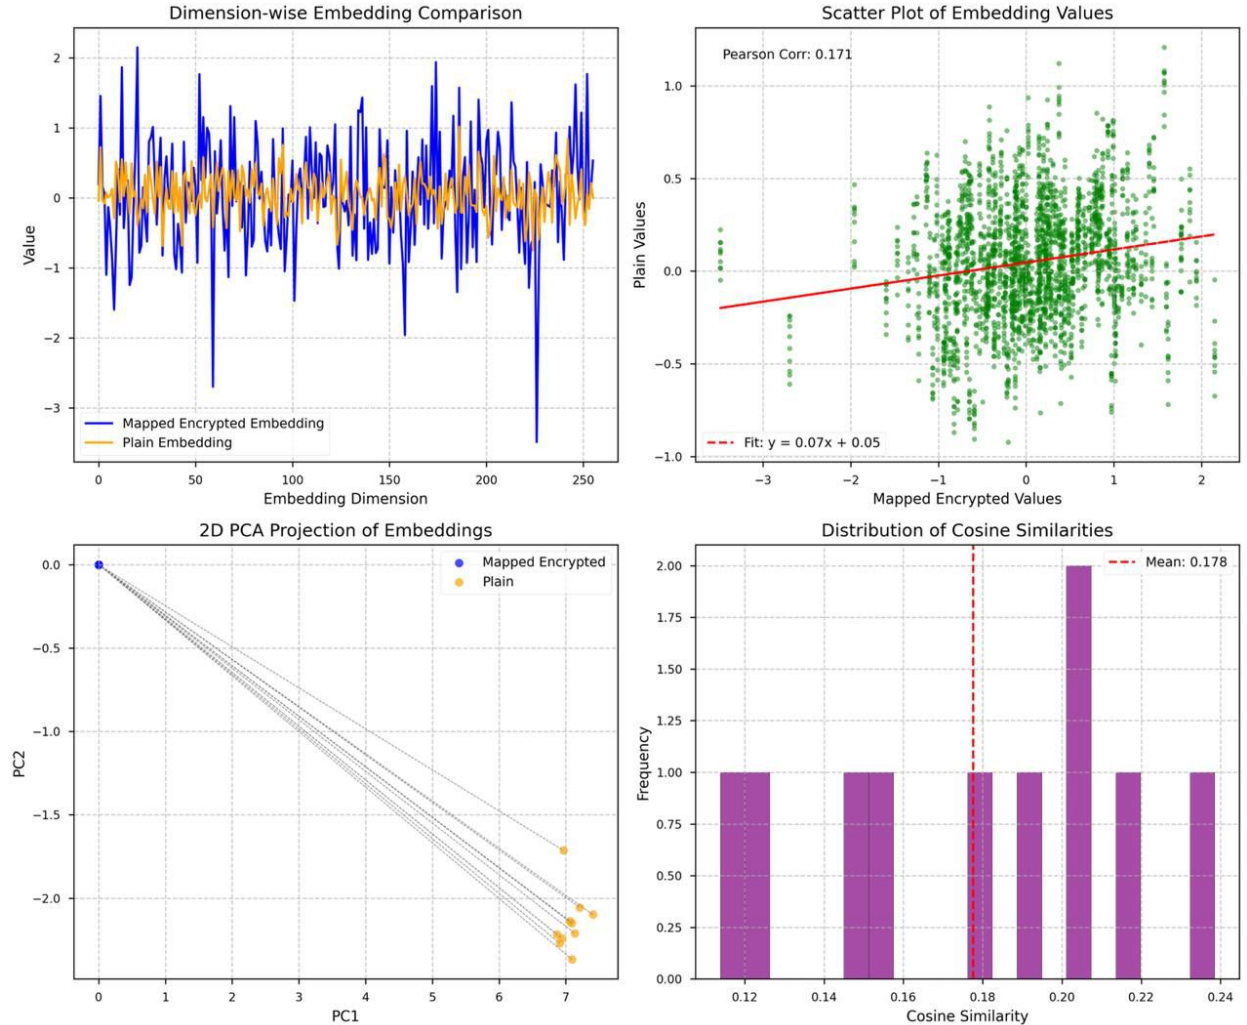 Dimension-wise Embedding Comparison
2
1
0
−1
−2
−3
Value
Mapped Encrypted Embedding
Plain Embedding
0 50 100 150 200 250
Embedding Dimension
Scatter Plot of Embedding Values
Pearson Corr: 0.171
1.0
0.5
0.0
−0.5
−1.0
Plain Values
Fit: y = 0.07x + 0.05
−3 −2 −1 0 1 2
Mapped Encrypted Values
2D PCA Projection of Embeddings
Mapped Encrypted
Plain
0.0
−0.5
−1.0
−1.5
−2.0
PC2
0 1 2 3 4 5 6 7
PC1
Distribution of Cosine Similarities
Mean: 0.178
2.00
1.75
1.50
1.25
1.00
0.75
0.50
0.25
0.00
Frequency
0.12 0.14 0.16 0.18 0.20 0.22 0.24
Cosine Similarity